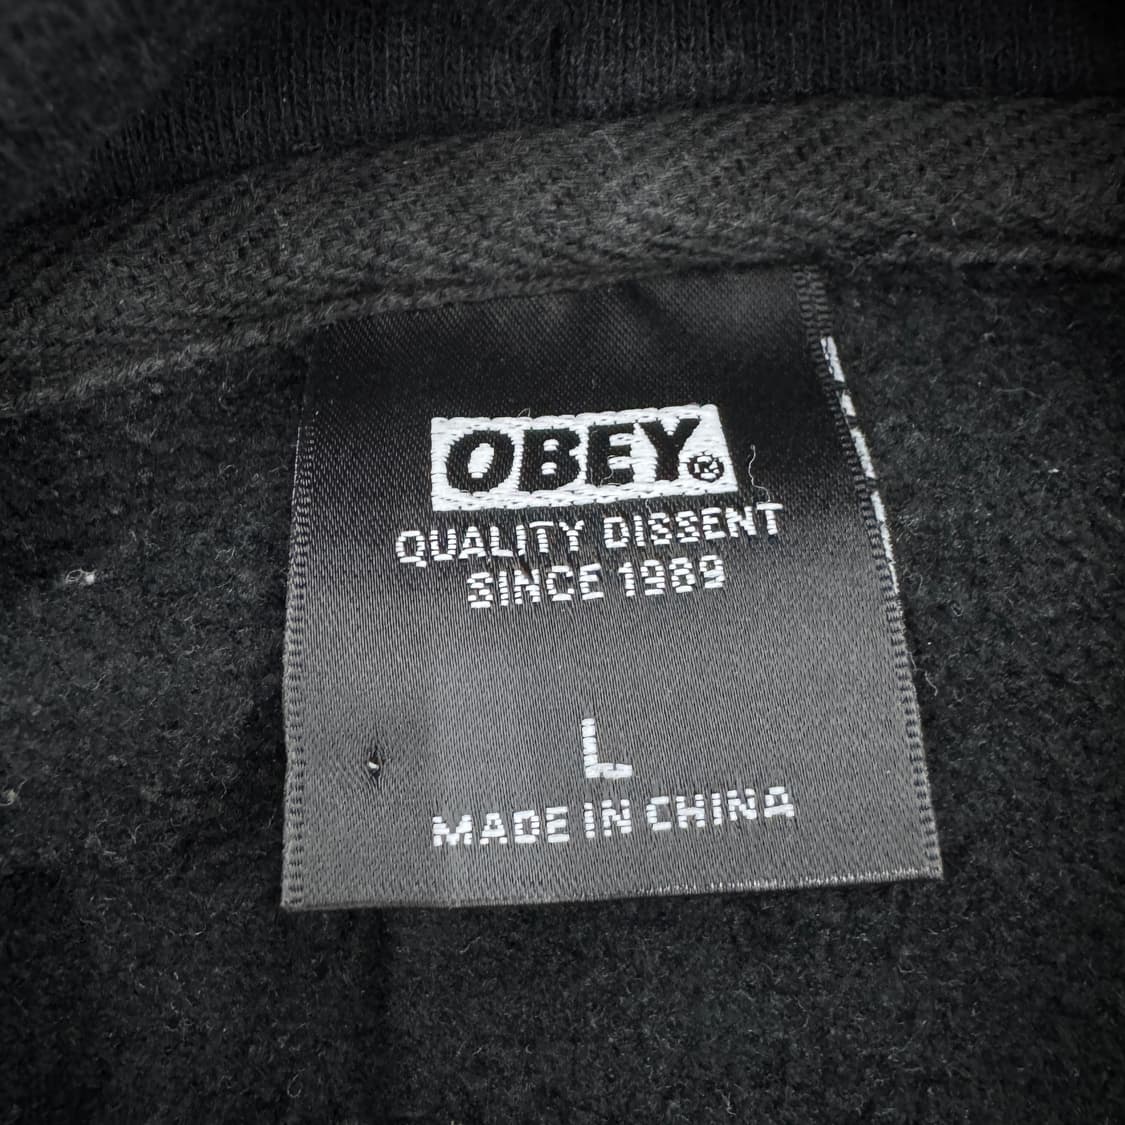 OBEY®
QUALITY DISSENT
SINCE 1989
L
MADE IN CHINA